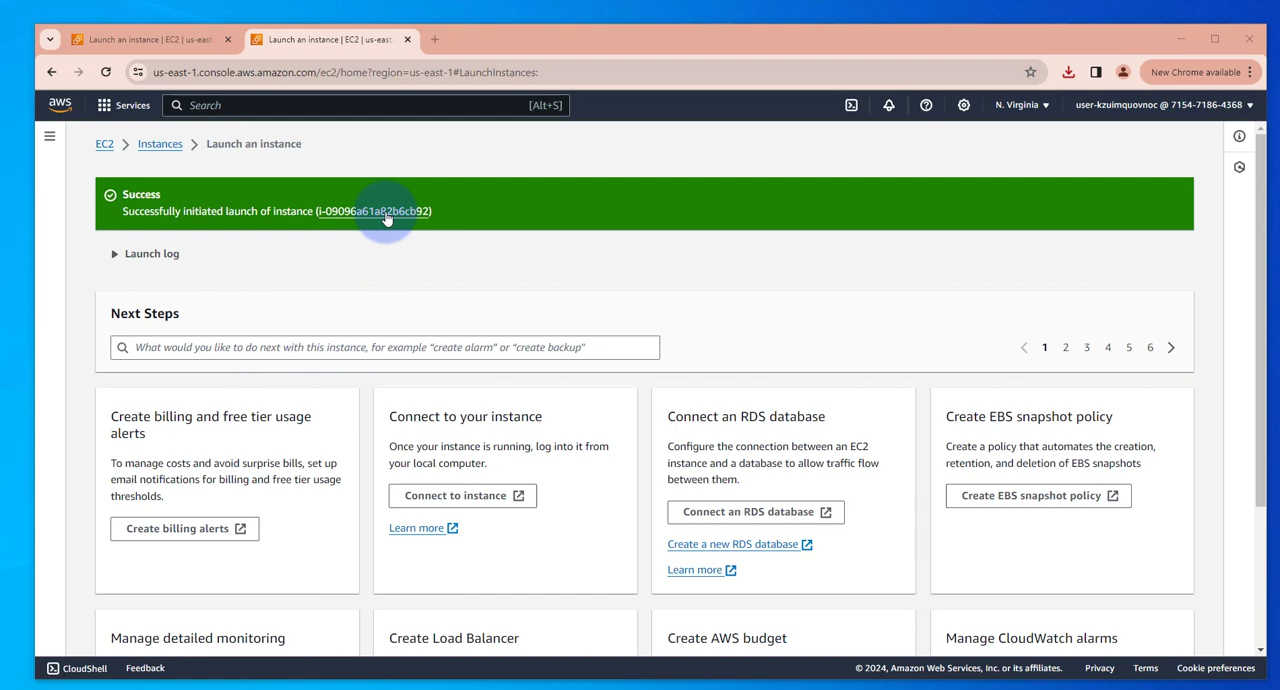 Launch an instance | EC2 | us-east-
Launch an instance | EC2 | us-east-
us-east-1.console.aws.amazon.com/ec2/home?region=us-east-1#LaunchInstances:
New Chrome available
aws
Services
Search
[Alt+S]
N. Virginia
user-kzuimquovnoc @ 7154-7186-4368
EC2
Instances
Launch an instance
Success
Successfully initiated launch of instance (i-09096a61a82b6cb92)
Launch log
Next Steps
What would you like to do next with this instance, for example “create alarm” or “create backup”
1 2 3 4 5 6
Create billing and free tier usage
alerts
To manage costs and avoid surprise bills, set up
email notifications for billing and free tier usage
thresholds.
Create billing alerts
Connect to your instance
Once your instance is running, log into it from
your local computer.
Connect to instance
Learn more
Connect an RDS database
Configure the connection between an EC2
instance and a database to allow traffic flow
between them.
Connect an RDS database
Create a new RDS database
Learn more
Create EBS snapshot policy
Create a policy that automates the creation,
retention, and deletion of EBS snapshots
Create EBS snapshot policy
Manage detailed monitoring
Create Load Balancer
Create AWS budget
Manage CloudWatch alarms
CloudShell
Feedback
© 2024, Amazon Web Services, Inc. or its affiliates.
Privacy
Terms
Cookie preferences